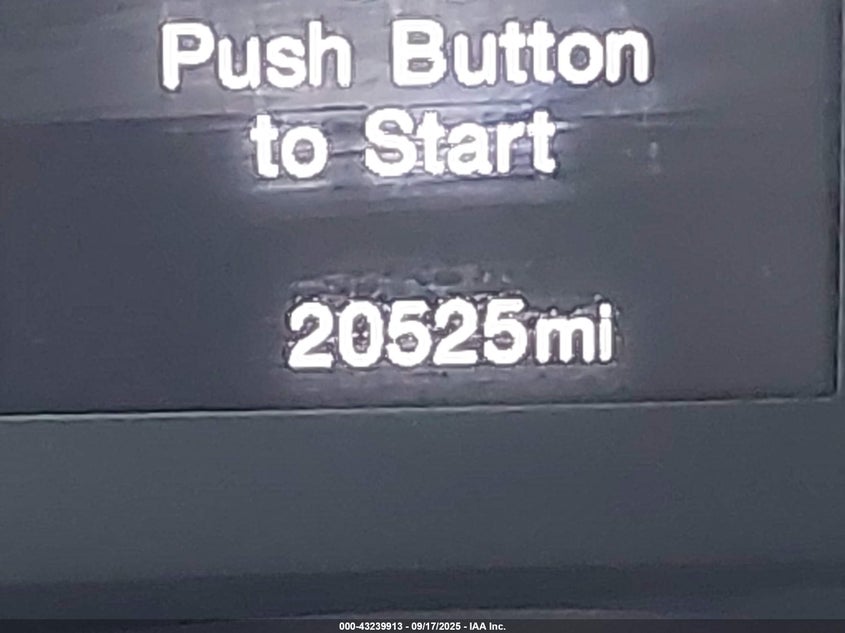 Push Button
to Start
20525mi
000-43239913 - 09/17/2025 - IAA Inc.